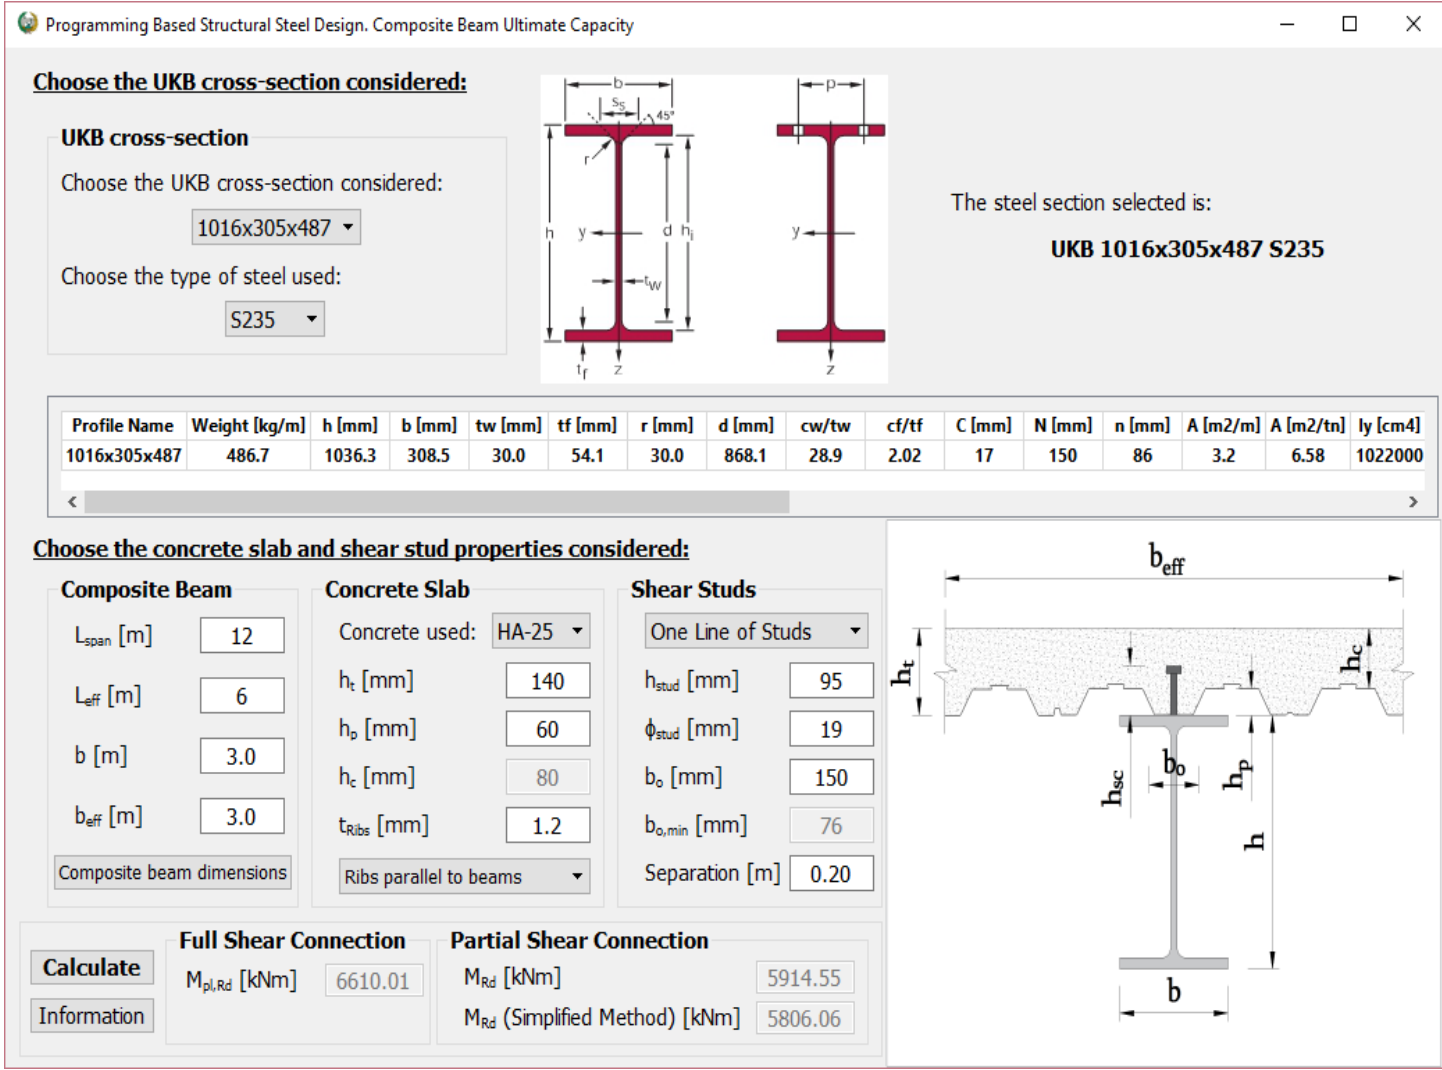 Programming Based Structural Steel Design. Composite Beam Ultimate Capacity
Choose the UKB cross-section considered:
UKB cross-section
Choose the UKB cross-section considered:
1016x305x487
Choose the type of steel used:
S235
b
ss
45°
r
h
y
d
hi
tw
tf
z
p
y
z
The steel section selected is:
UKB 1016x305x487 S235
Profile Name Weight [kg/m] h [mm] b [mm] tw [mm] tf [mm] r [mm] d [mm] cw/tw cf/tf C [mm] N [mm] n [mm] A [m2/m] A [m2/tn] Iy [cm4]
1016x305x487 486.7 1036.3 308.5 30.0 54.1 30.0 868.1 28.9 2.02 17 150 86 3.2 6.58 1022000
Choose the concrete slab and shear stud properties considered:
Composite Beam
Lspan [m] 12
Leff [m] 6
b [m] 3.0
beff [m] 3.0
Composite beam dimensions
Concrete Slab
Concrete used: HA-25
ht [mm] 140
hp [mm] 60
hc [mm] 80
tRibs [mm] 1.2
Ribs parallel to beams
Shear Studs
One Line of Studs
hstud [mm] 95
ϕstud [mm] 19
bo [mm] 150
bo,min [mm] 76
Separation [m] 0.20
beff
ht
hc
hsc
bo
hp
h
b
Calculate
Information
Full Shear Connection
Mpl,Rd [kNm] 6610.01
Partial Shear Connection
MRd [kNm] 5914.55
MRd (Simplified Method) [kNm] 5806.06